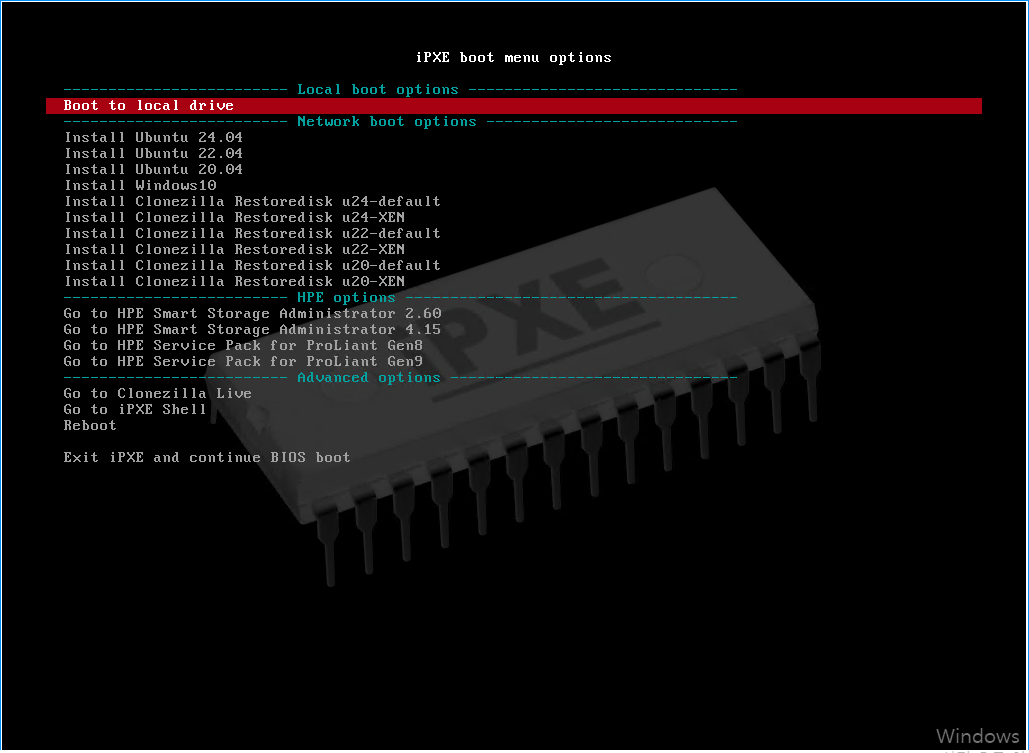 iPXE boot menu options
------------------------- Local boot options ------------------------------
Boot to local drive
------------------------- Network boot options ----------------------------
Install Ubuntu 24.04
Install Ubuntu 22.04
Install Ubuntu 20.04
Install Windows10
Install Clonezilla Restoredisk u24-default
Install Clonezilla Restoredisk u24-XEN
Install Clonezilla Restoredisk u22-default
Install Clonezilla Restoredisk u22-XEN
Install Clonezilla Restoredisk u20-default
Install Clonezilla Restoredisk u20-XEN
------------------------- HPE options -------------------------------------
Go to HPE Smart Storage Administrator 2.60
Go to HPE Smart Storage Administrator 4.15
Go to HPE Service Pack for ProLiant Gen8
Go to HPE Service Pack for ProLiant Gen9
------------------------- Advanced options --------------------------------
Go to Clonezilla Live
Go to iPXE Shell
Reboot
Exit iPXE and continue BIOS boot
iPXE
Windows